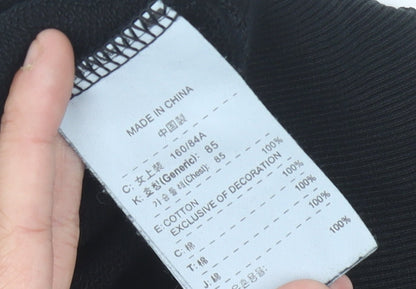 MADE IN CHINA
中国製
C: 女上装 160/84A
K: 호칭(Generic): 85
가슴둘레(Chest): 85
E: COTTON 100%
EXCLUSIVE OF DECORATION
C: 棉 100%
T: 棉 100%
J: 綿 100%